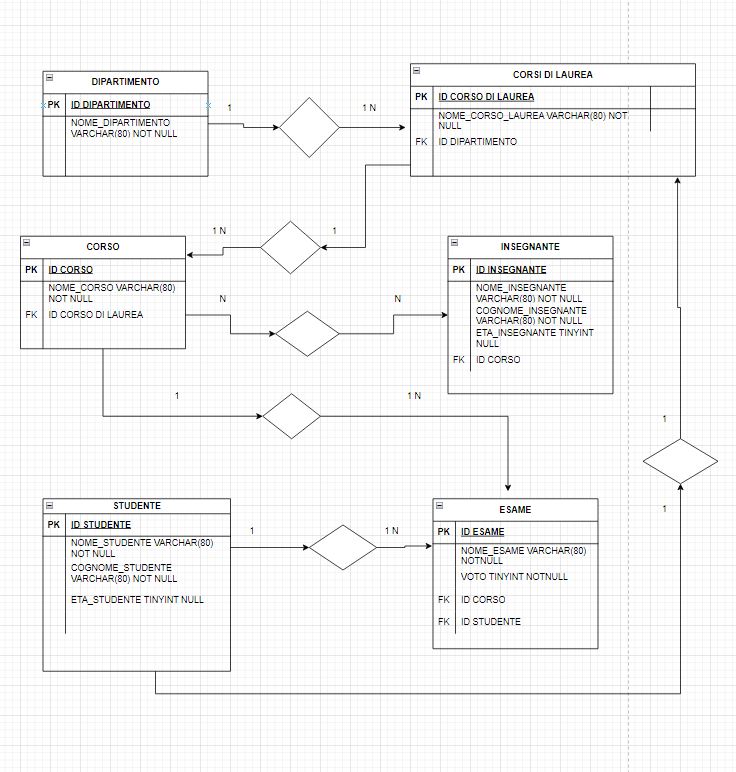 DIPARTIMENTO
PK ID DIPARTIMENTO
NOME_DIPARTIMENTO
VARCHAR(80) NOT NULL
1
1 N
CORSI DI LAUREA
PK ID CORSO DI LAUREA
NOME_CORSO_LAUREA VARCHAR(80) NOT
NULL
FK ID DIPARTIMENTO
1 N
1
CORSO
PK ID CORSO
NOME_CORSO VARCHAR(80)
NOT NULL
FK ID CORSO DI LAUREA
N
N
INSEGNANTE
PK ID INSEGNANTE
NOME_INSEGNANTE
VARCHAR(80) NOT NULL
COGNOME_INSEGNANTE
VARCHAR(80) NOT NULL
ETA_INSEGNANTE TINYINT
NULL
FK ID CORSO
1
1 N
1
1
STUDENTE
PK ID STUDENTE
NOME_STUDENTE VARCHAR(80)
NOT NULL
COGNOME_STUDENTE
VARCHAR(80) NOT NULL
ETA_STUDENTE TINYINT NULL
1
1 N
ESAME
PK ID ESAME
NOME_ESAME VARCHAR(80)
NOTNULL
VOTO TINYINT NOTNULL
FK ID CORSO
FK ID STUDENTE